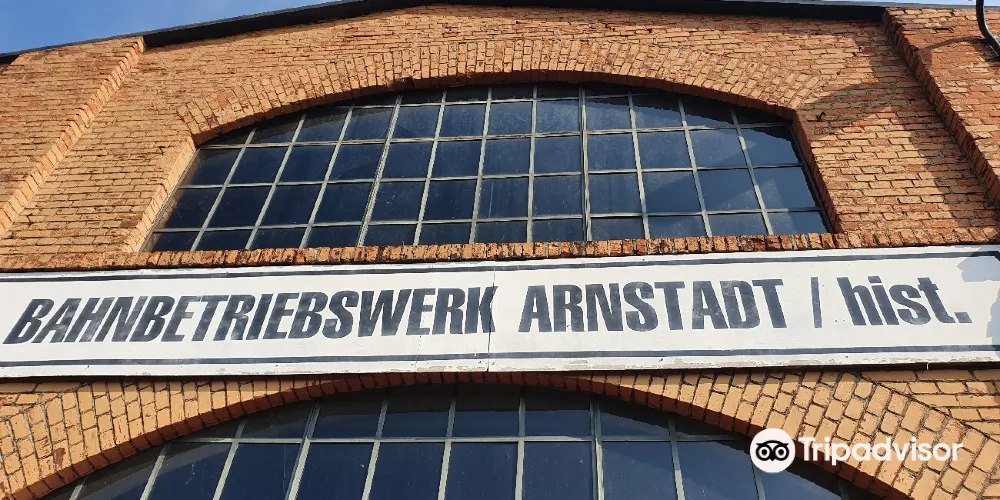 BAHNBETRIEBSWERK ARNSTADT / hist.
Tripadvisor